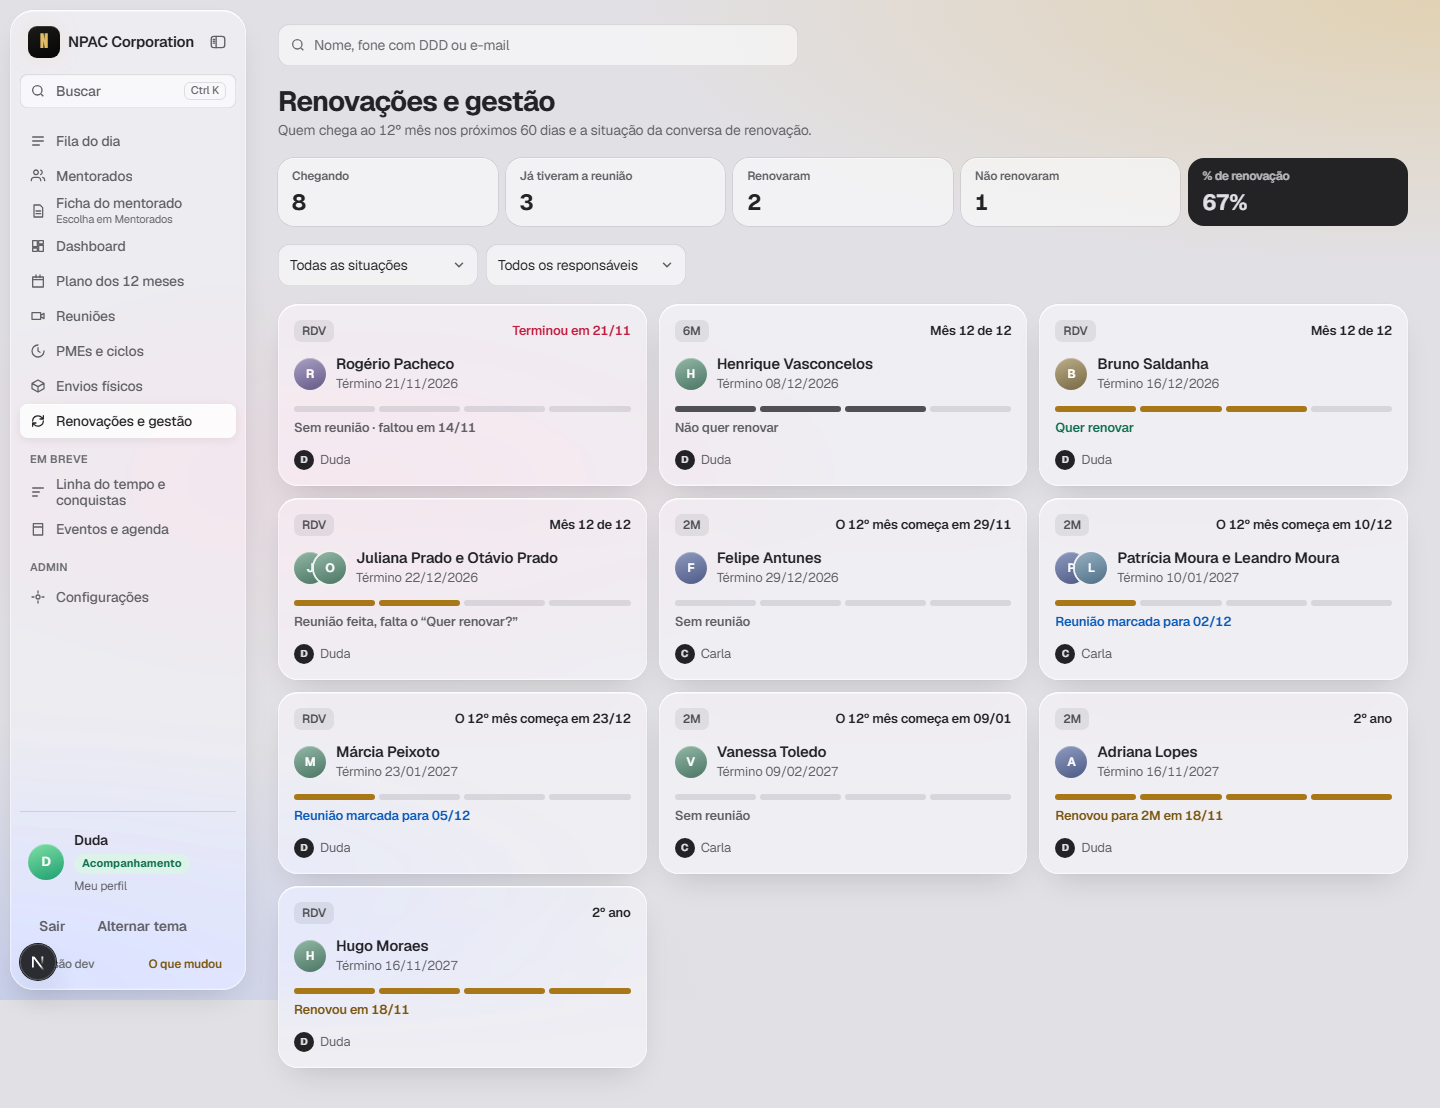 N NPAC Corporation
Buscar Ctrl K
Fila do dia
Mentorados
Ficha do mentorado
Escolha em Mentorados
Dashboard
Plano dos 12 meses
Reuniões
PMEs e ciclos
Envios físicos
Renovações e gestão
EM BREVE
Linha do tempo e
conquistas
Eventos e agenda
ADMIN
Configurações
D
Duda
Acompanhamento
Meu perfil
Sair Alternar tema
N ão dev O que mudou
Nome, fone com DDD ou e-mail
Renovações e gestão
Quem chega ao 12º mês nos próximos 60 dias e a situação da conversa de renovação.
Chegando
8
Já tiveram a reunião
3
Renovaram
2
Não renovaram
1
% de renovação
67%
Todas as situações
Todos os responsáveis
RDV Terminou em 21/11
R
Rogério Pacheco
Término 21/11/2026
Sem reunião · faltou em 14/11
D Duda
6M Mês 12 de 12
H
Henrique Vasconcelos
Término 08/12/2026
Não quer renovar
D Duda
RDV Mês 12 de 12
B
Bruno Saldanha
Término 16/12/2026
Quer renovar
D Duda
RDV Mês 12 de 12
J O
Juliana Prado e Otávio Prado
Término 22/12/2026
Reunião feita, falta o “Quer renovar?”
D Duda
2M O 12º mês começa em 29/11
F
Felipe Antunes
Término 29/12/2026
Sem reunião
C Carla
2M O 12º mês começa em 10/12
P L
Patrícia Moura e Leandro Moura
Término 10/01/2027
Reunião marcada para 02/12
C Carla
RDV O 12º mês começa em 23/12
M
Márcia Peixoto
Término 23/01/2027
Reunião marcada para 05/12
D Duda
2M O 12º mês começa em 09/01
V
Vanessa Toledo
Término 09/02/2027
Sem reunião
C Carla
2M 2º ano
A
Adriana Lopes
Término 16/11/2027
Renovou para 2M em 18/11
D Duda
RDV 2º ano
H
Hugo Moraes
Término 16/11/2027
Renovou em 18/11
D Duda